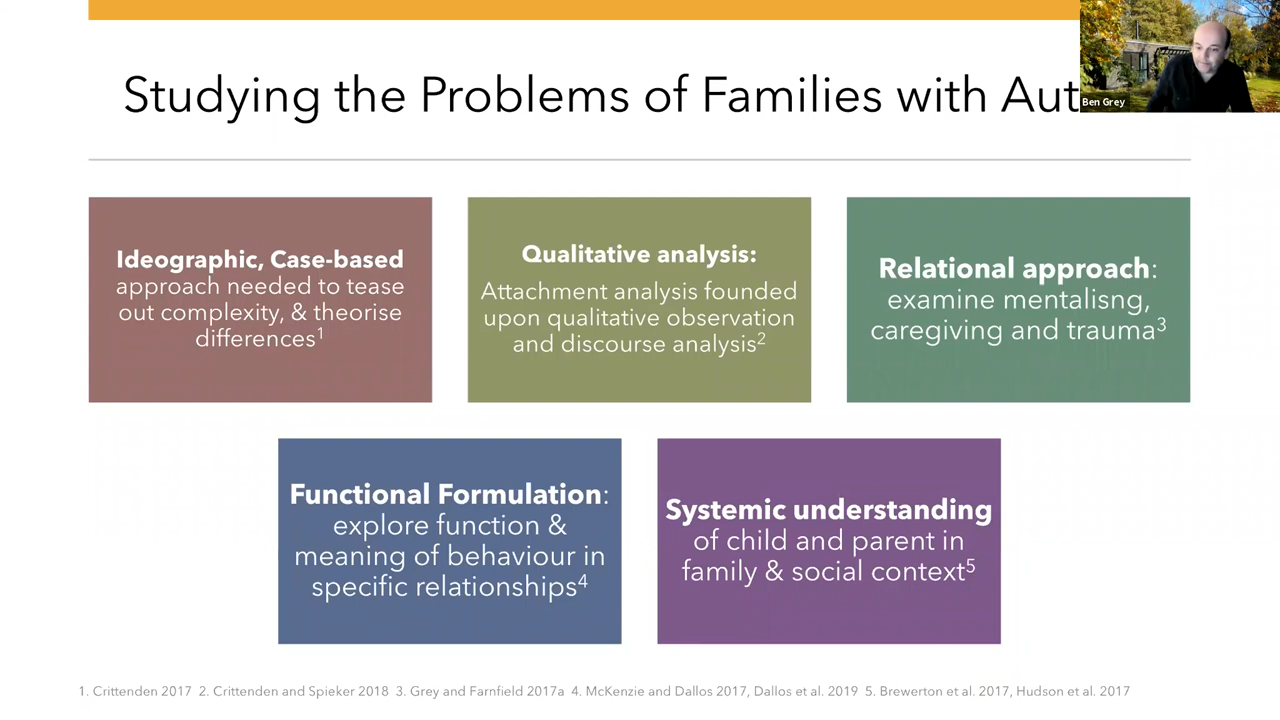 Studying the Problems of Families with Aut
Ben Grey
Ideographic, Case-based
approach needed to tease
out complexity, & theorise
differences1
Qualitative analysis:
Attachment analysis founded
upon qualitative observation
and discourse analysis2
Relational approach:
examine mentalisng,
caregiving and trauma3
Functional Formulation:
explore function &
meaning of behaviour in
specific relationships4
Systemic understanding
of child and parent in
family & social context5
1. Crittenden 2017 2. Crittenden and Spieker 2018 3. Grey and Farnfield 2017a 4. McKenzie and Dallos 2017, Dallos et al. 2019 5. Brewerton et al. 2017, Hudson et al. 2017